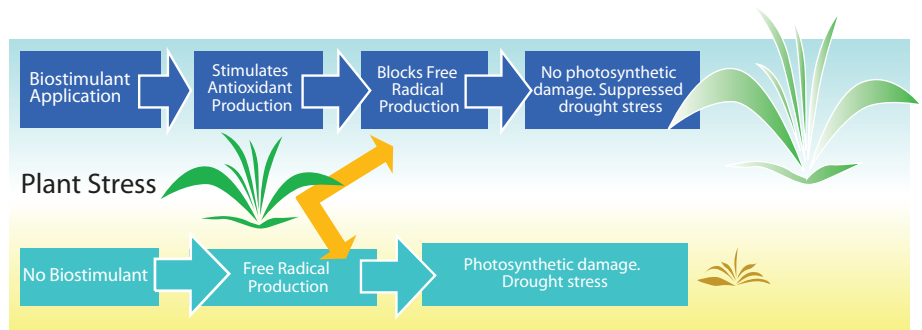 Biostimulant
Application
Stimulates
Antioxidant
Production
Blocks Free
Radical
Production
No photosynthetic
damage. Suppressed
drought stress
Plant Stress
No Biostimulant
Free Radical
Production
Photosynthetic damage.
Drought stress